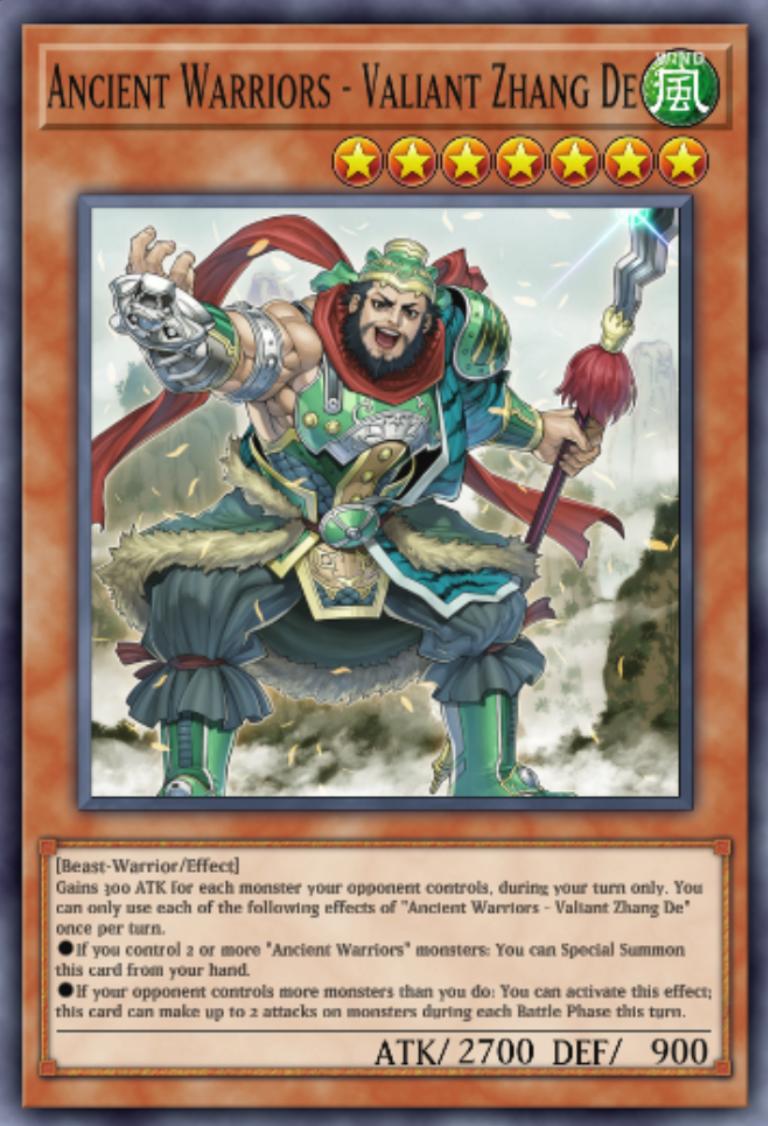 Ancient Warriors - Valiant Zhang De
WIND
風
[Beast-Warrior/Effect]
Gains 300 ATK for each monster your opponent controls, during your turn only. You
can only use each of the following effects of "Ancient Warriors - Valiant Zhang De"
once per turn.
●If you control 2 or more "Ancient Warriors" monsters: You can Special Summon
this card from your hand.
●If your opponent controls more monsters than you do: You can activate this effect;
this card can make up to 2 attacks on monsters during each Battle Phase this turn.
ATK/ 2700 DEF/ 900